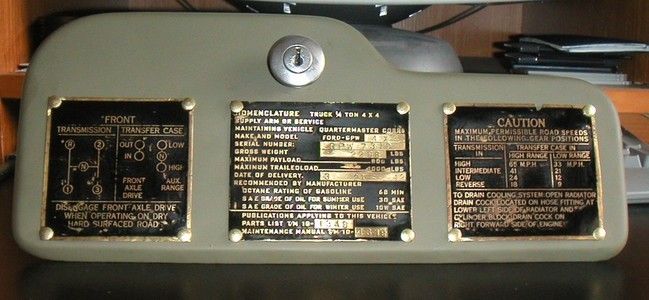 "FRONT
TRANSMISSION TRANSFER CASE
R 2 OUT LOW
N IN N
1 3 HIGH
FRONT AXLE DRIVE AUX RANGE
DISENGAGE FRONT AXLE DRIVE
WHEN OPERATING ON DRY
HARD SURFACED ROADS
NOMENCLATURE TRUCK ¼ TON 4 X 4
SUPPLY ARM OR SERVICE
MAINTAINING VEHICLE QUARTERMASTER CORPS
MAKE AND MODEL FORD-GPW
SERIAL NUMBER:
GROSS WEIGHT LBS
MAXIMUM PAYLOAD 800 LBS
MAXIMUM TRAILED LOAD LBS
DATE OF DELIVERY.
RECOMENDED BY MANUFACTURER
OCTANE RATING OF GASOLINE 68 MIN
S A E GRADE OF OIL FOR SUMMER USE 30 SAE
S A E GRADE OF OIL FOR WINTER USE 10W SAE
PUBLICATIONS APPLYING TO THIS VEHICLE
PARTS LIST TM 10-
MAINTENANCE MANUAL TM 10-
CAUTION
MAXIMUM PERMISSIBLE ROAD SPEEDS
IN THE FOLLOWING GEAR POSITIONS
TRANSMISSION IN TRANSFER CASE IN
HIGH RANGE LOW RANGE
HIGH 65 M.P.H. 33 M.P.H.
INTERMEDIATE 41 21
LOW 24 12
REVERSE 18
TO DRAIN COOLING SYSTEM OPEN RADIATOR
DRAIN COCK LOCATED ON HOSE FITTING AT
LOWER LEFT SIDE OF RADIATOR AND
CYLINDER BLOCK DRAIN COCK ON
RIGHT FORWARD SIDE OF ENGINE